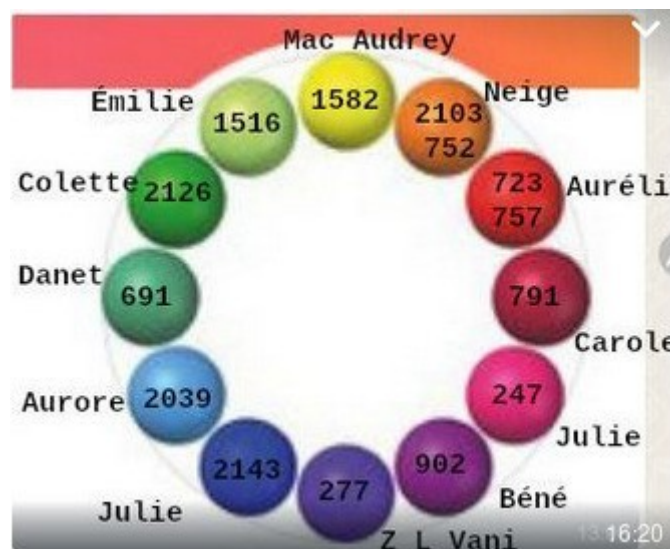 Mac Audrey
1582
Neige
2103
752
Auréli
723
757
791
Carole
247
Julie
Béné
902
Z L Vani
277
2143
Julie
Aurore
2039
Danet
691
Colette
2126
Émilie
1516
16:20